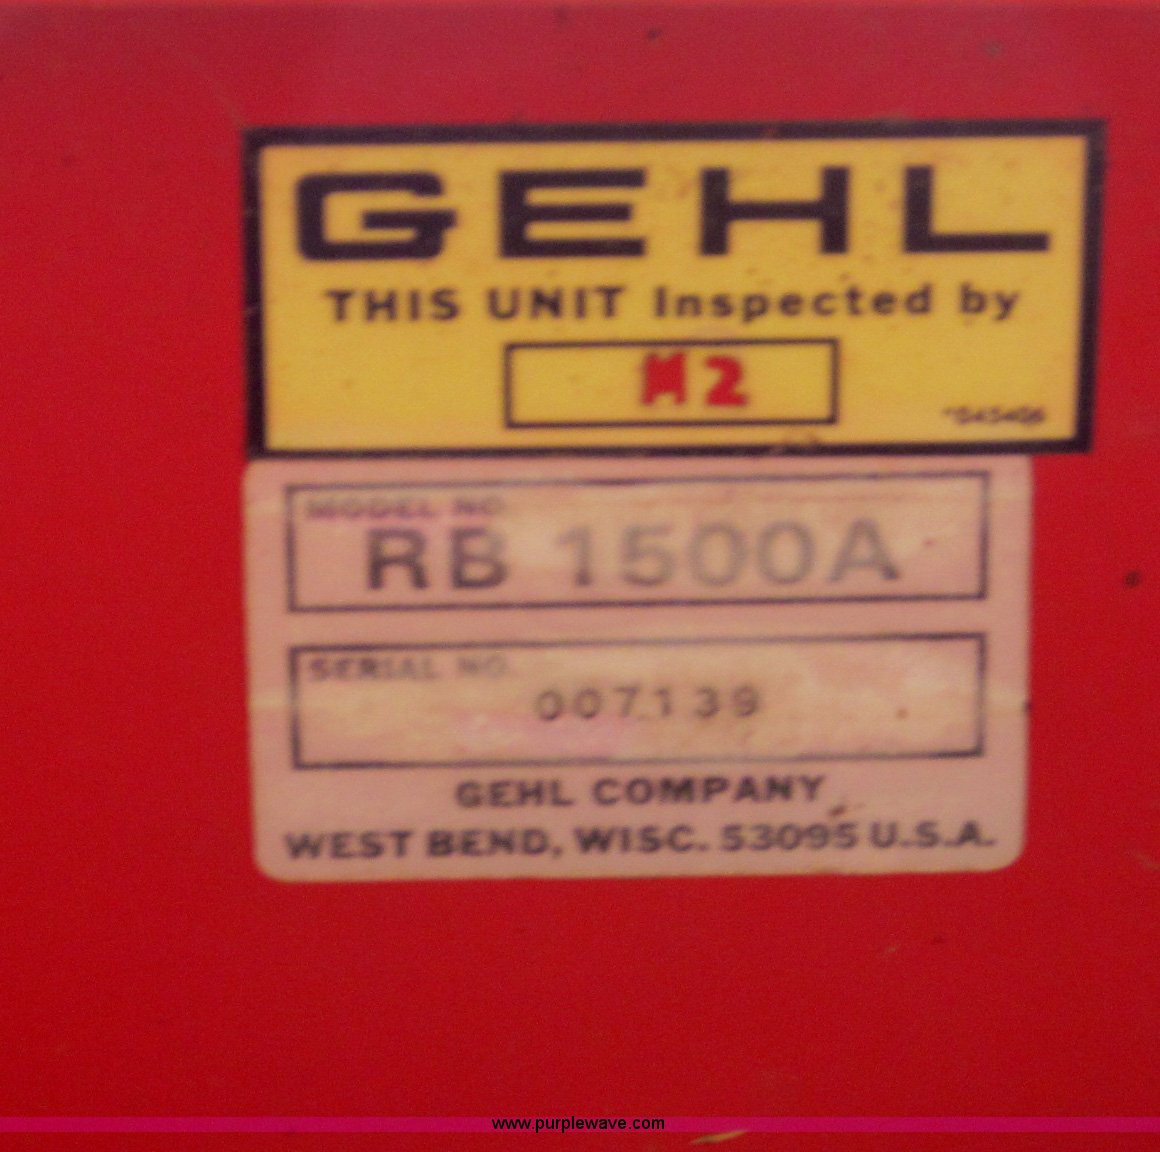 GEHL
THIS UNIT Inspected by
M2
MODEL NO.
RB 1500A
SERIAL NO.
007139
GEHL COMPANY
WEST BEND, WISC. 53095 U.S.A.
www.purplewave.com